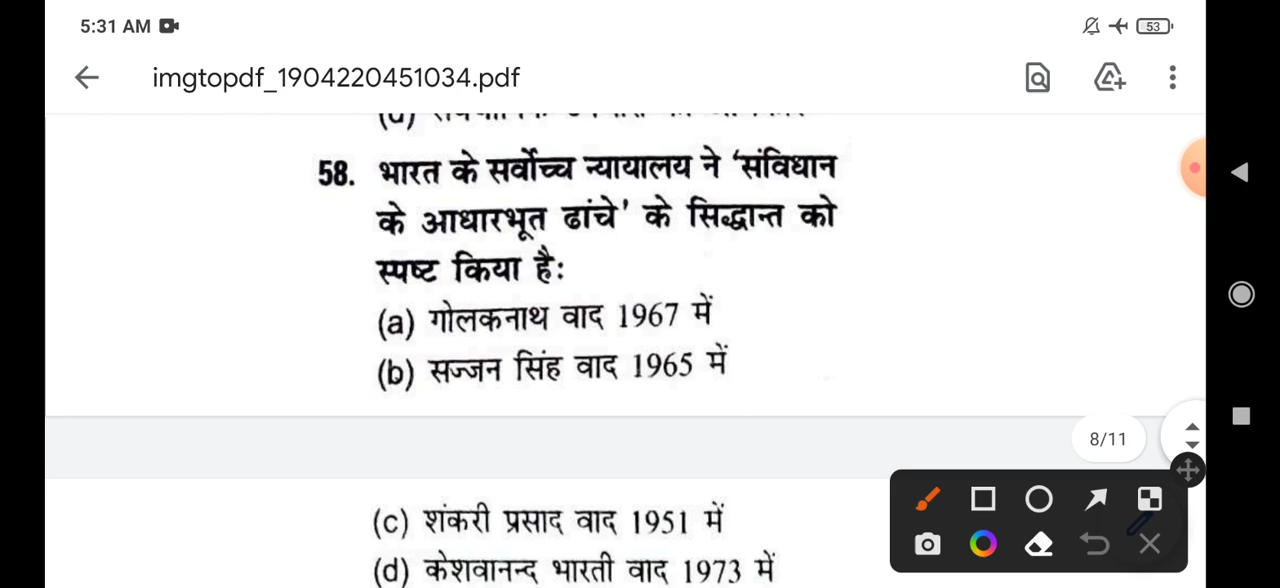 5:31 AM
53
imgtopdf_1904220451034.pdf
58. भारत के सर्वोच्च न्यायालय ने ‘संविधान
के आधारभूत ढांचे’ के सिद्धान्त को
स्पष्ट किया है:
(a) गोलकनाथ वाद 1967 में
(b) सज्जन सिंह वाद 1965 में
8/11
(c) शंकरी प्रसाद वाद 1951 में
(d) केशवानन्द भारती वाद 1973 में